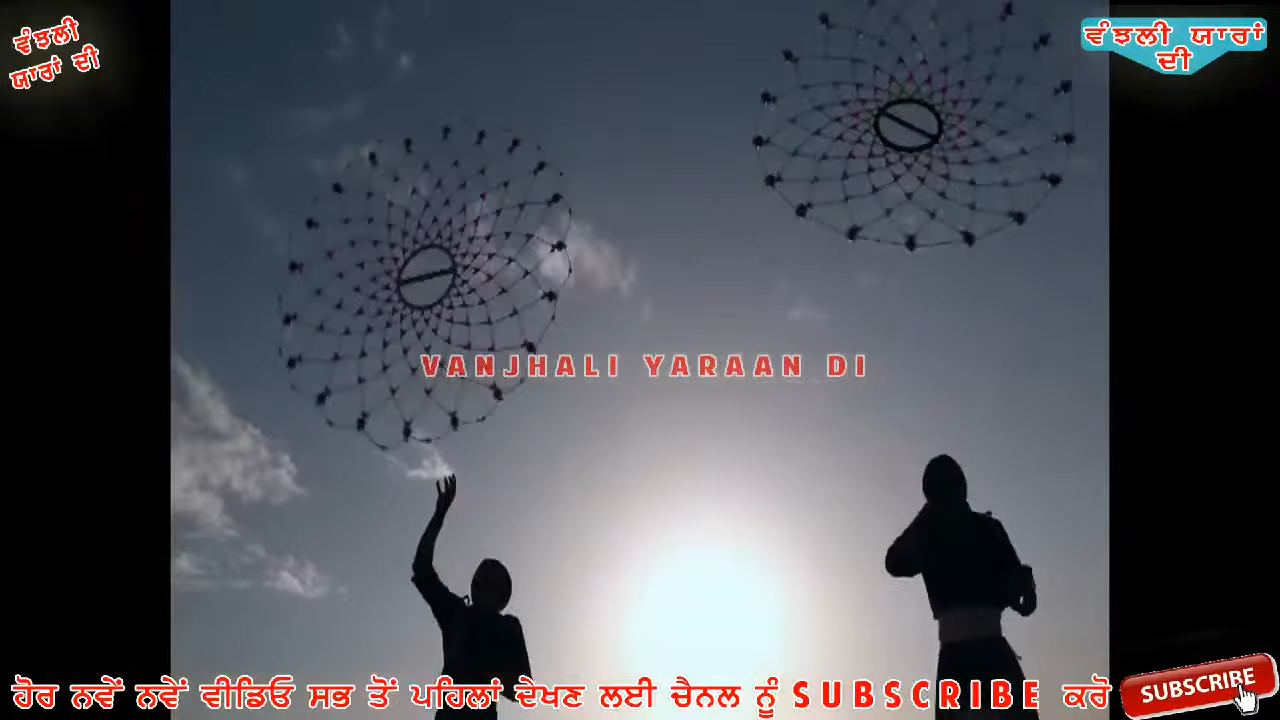 ਵੰਝਲੀ
ਯਾਰਾਂ ਦੀ
ਵੰਝਲੀ ਯਾਰਾਂ
ਦੀ
VANJHALI YARAAN DI
ਹੋਰ ਨਵੇਂ ਨਵੇਂ ਵੀਡਿਓ ਸਭ ਤੋਂ ਪਹਿਲਾਂ ਦੇਖਣ ਲਈ ਚੈਨਲ ਨੂੰ SUBSCRIBE ਕਰੋ
SUBSCRIBE